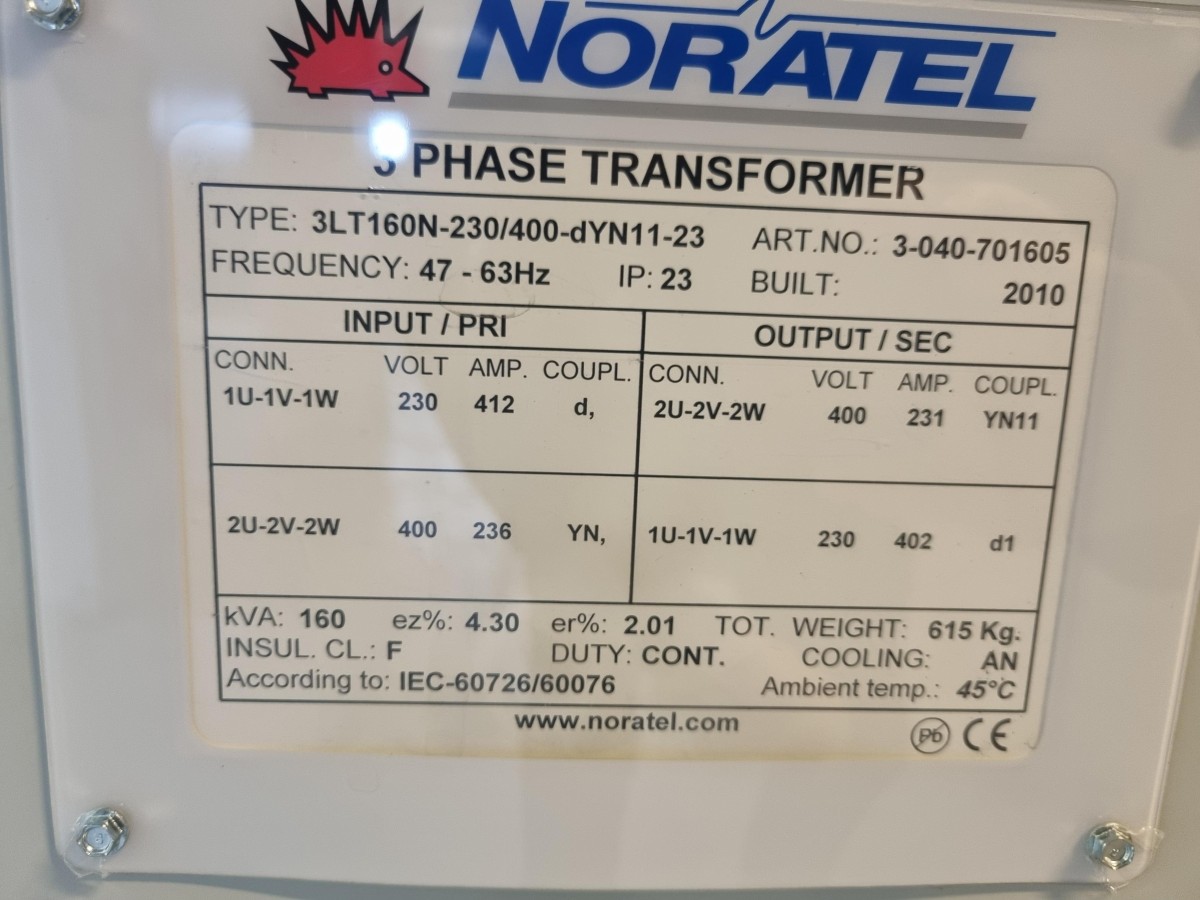 NORATEL
3 PHASE TRANSFORMER
TYPE: 3LT160N-230/400-dYN11-23 ART.NO.: 3-040-701605
FREQUENCY: 47 - 63Hz IP: 23 BUILT: 2010
INPUT / PRI OUTPUT / SEC
CONN. VOLT AMP. COUPL. CONN. VOLT AMP. COUPL.
1U-1V-1W 230 412 d, 2U-2V-2W 400 231 YN11
2U-2V-2W 400 236 YN, 1U-1V-1W 230 402 d1
kVA: 160 ez%: 4.30 er%: 2.01 TOT. WEIGHT: 615 Kg.
INSUL. CL.: F DUTY: CONT. COOLING: AN
According to: IEC-60726/60076 Ambient temp.: 45°C
www.noratel.com Pb CE